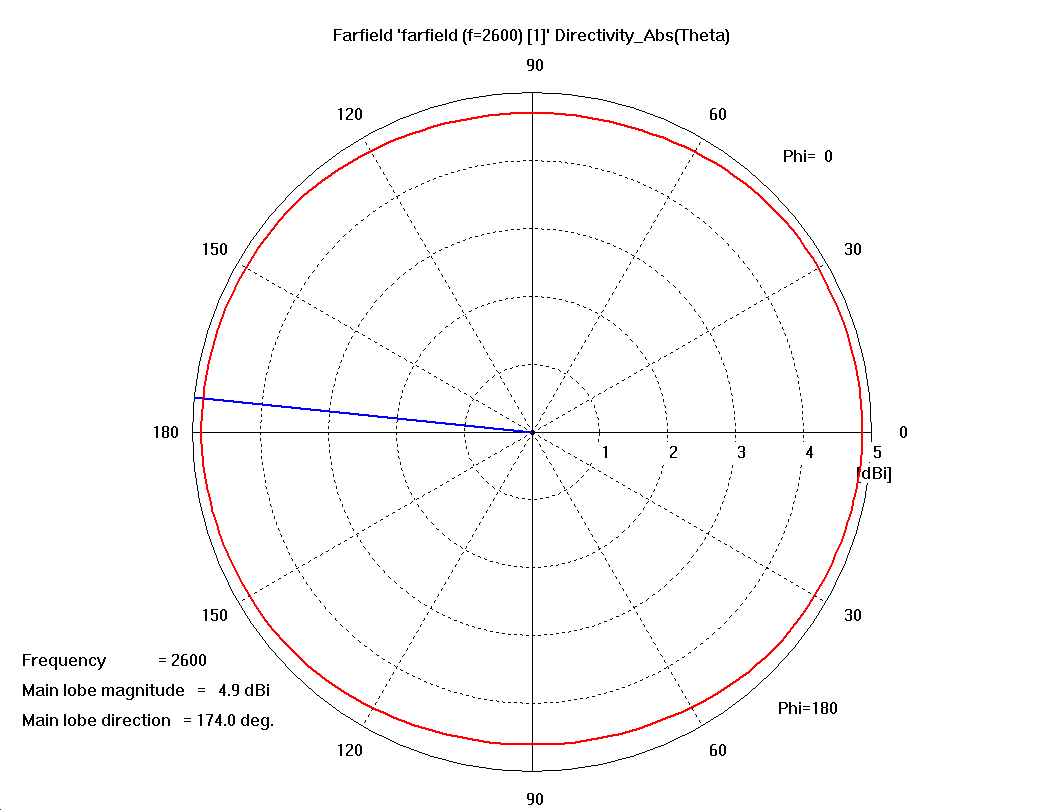 Farfield 'farfield (f=2600) [1]' Directivity_Abs(Theta)
90
120
60
Phi= 0
150
30
180
0
1
2
3
4
5
[dBi]
150
30
Frequency = 2600
Main lobe magnitude = 4.9 dBi
Phi=180
Main lobe direction = 174.0 deg.
120
60
90